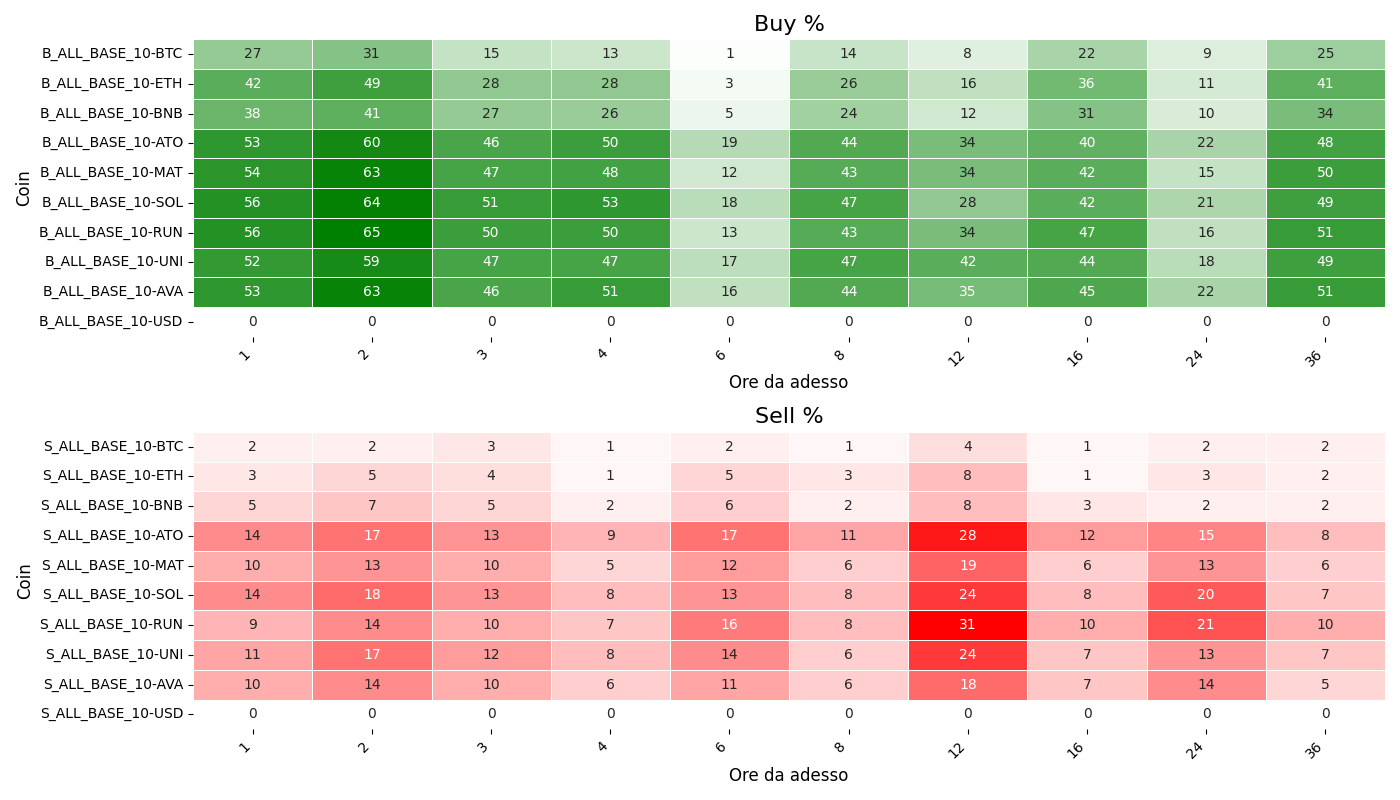 Buy %
Coin
B_ALL_BASE_10-BTC 27 31 15 13 1 14 8 22 9 25
B_ALL_BASE_10-ETH 42 49 28 28 3 26 16 36 11 41
B_ALL_BASE_10-BNB 38 41 27 26 5 24 12 31 10 34
B_ALL_BASE_10-ATO 53 60 46 50 19 44 34 40 22 48
B_ALL_BASE_10-MAT 54 63 47 48 12 43 34 42 15 50
B_ALL_BASE_10-SOL 56 64 51 53 18 47 28 42 21 49
B_ALL_BASE_10-RUN 56 65 50 50 13 43 34 47 16 51
B_ALL_BASE_10-UNI 52 59 47 47 17 47 42 44 18 49
B_ALL_BASE_10-AVA 53 63 46 51 16 44 35 45 22 51
B_ALL_BASE_10-USD 0 0 0 0 0 0 0 0 0 0
1 2 3 4 6 8 12 16 24 36
Ore da adesso
Sell %
Coin
S_ALL_BASE_10-BTC 2 2 3 1 2 1 4 1 2 2
S_ALL_BASE_10-ETH 3 5 4 1 5 3 8 1 3 2
S_ALL_BASE_10-BNB 5 7 5 2 6 2 8 3 2 2
S_ALL_BASE_10-ATO 14 17 13 9 17 11 28 12 15 8
S_ALL_BASE_10-MAT 10 13 10 5 12 6 19 6 13 6
S_ALL_BASE_10-SOL 14 18 13 8 13 8 24 8 20 7
S_ALL_BASE_10-RUN 9 14 10 7 16 8 31 10 21 10
S_ALL_BASE_10-UNI 11 17 12 8 14 6 24 7 13 7
S_ALL_BASE_10-AVA 10 14 10 6 11 6 18 7 14 5
S_ALL_BASE_10-USD 0 0 0 0 0 0 0 0 0 0
1 2 3 4 6 8 12 16 24 36
Ore da adesso